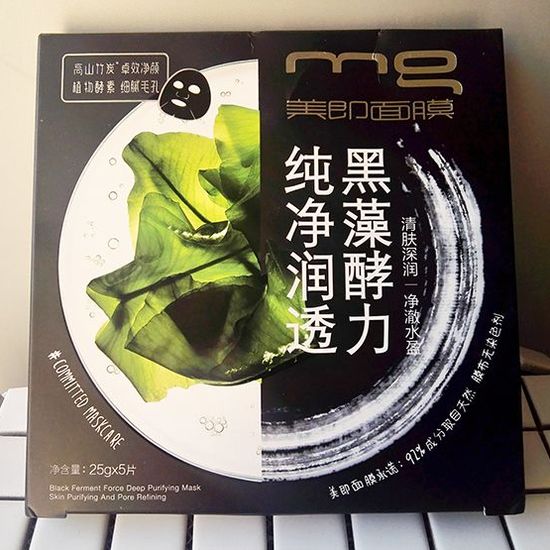 高山竹炭 卓效净颜
植物酵素 细腻毛孔
mg
美即面膜
黑藻酵力
纯净润透
清肤深润 | 净澈水盈
#COMMITTED MASKCARE
净含量：25g×5片
Black Ferment Force Deep Purifying Mask
Skin Purifying And Pore Refining
美即面膜承诺：92%成分取自天然 膜布无染色剂